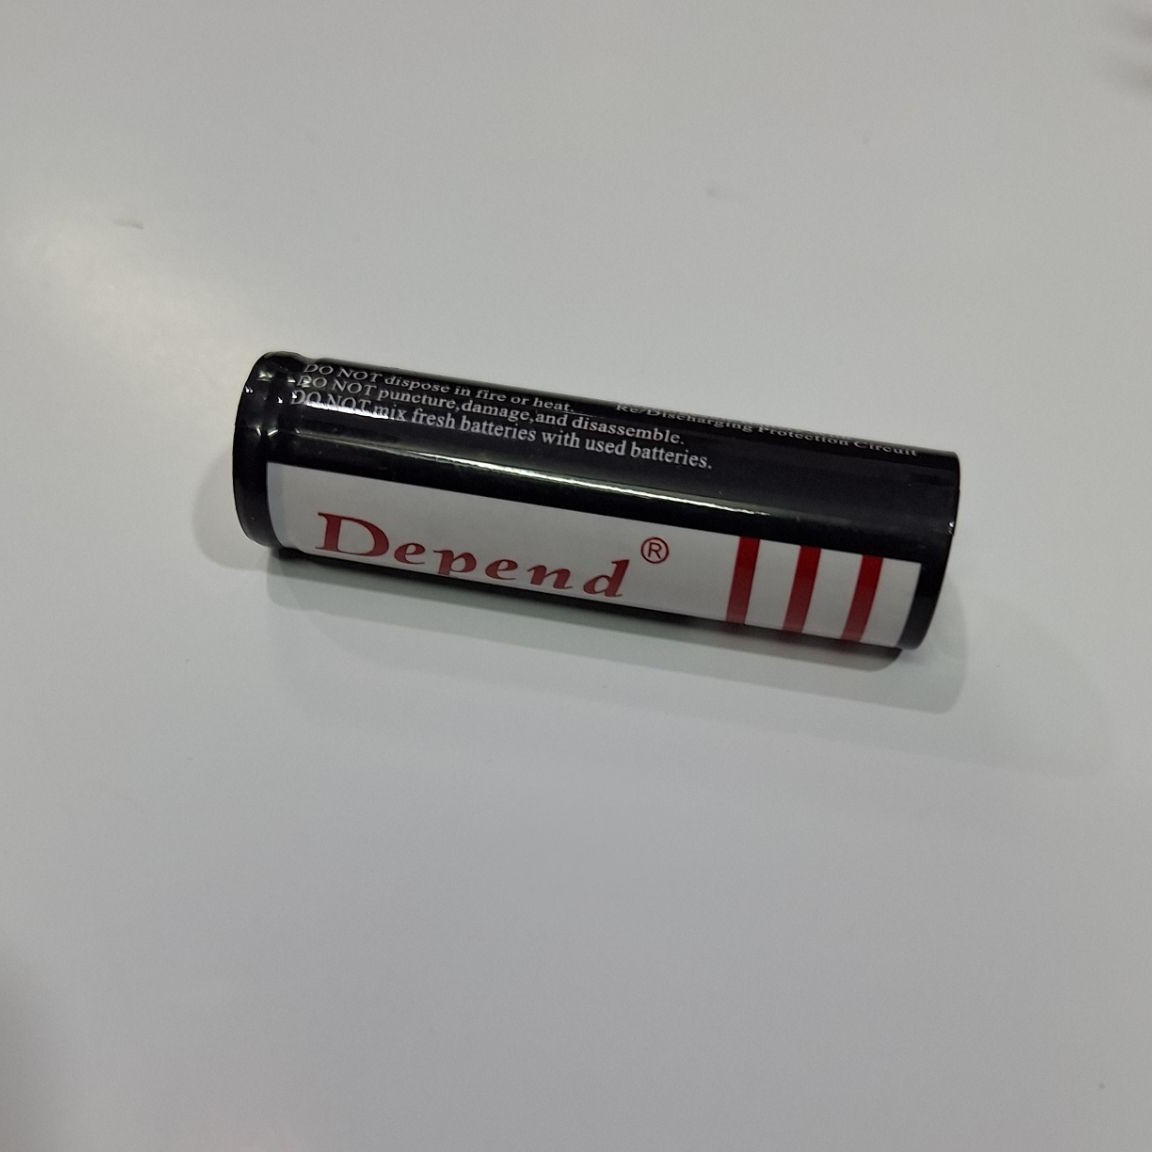 DO NOT dispose in fire or heat.
DO NOT puncture,damage,and disassemble.
DO NOT mix fresh batteries with used batteries.
Re/Discharging Protection Circuit
Depend®